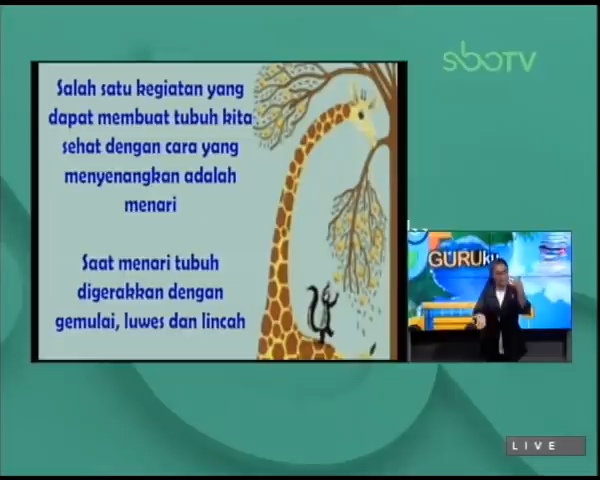 sboTV
Salah satu kegiatan yang
dapat membuat tubuh kita
sehat dengan cara yang
menyenangkan adalah
menari
Saat menari tubuh
digerakkan dengan
gemulai, luwes dan lincah
GURUku
LIVE